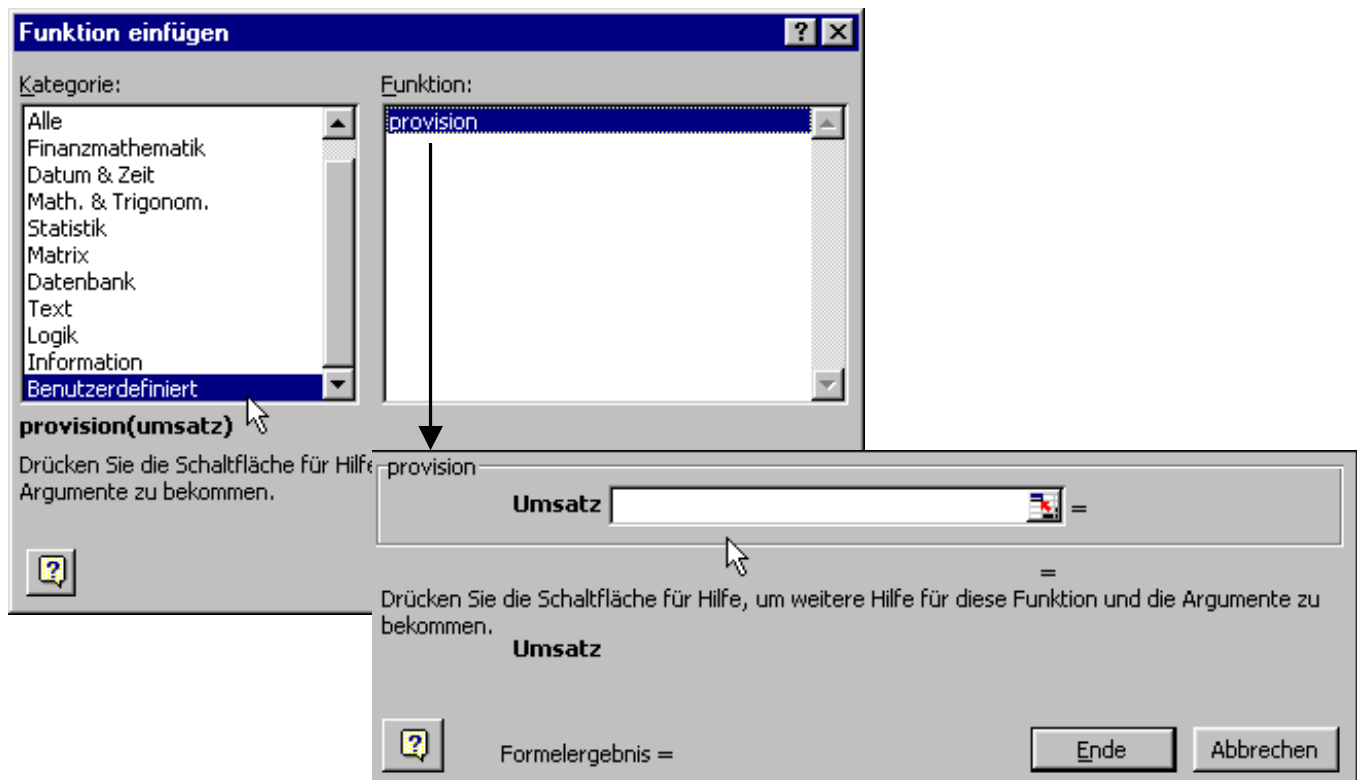 Funktion einfügen
Kategorie:
Funktion:
Alle
Finanzmathematik
Datum & Zeit
Math. & Trigonom.
Statistik
Matrix
Datenbank
Text
Logik
Information
Benutzerdefiniert
provision
provision(umsatz)
Drücken Sie die Schaltfläche für Hilfe
Argumente zu bekommen.
provision
Umsatz =
=
Drücken Sie die Schaltfläche für Hilfe, um weitere Hilfe für diese Funktion und die Argumente zu
bekommen.
Umsatz
Formelergebnis =
Ende
Abbrechen